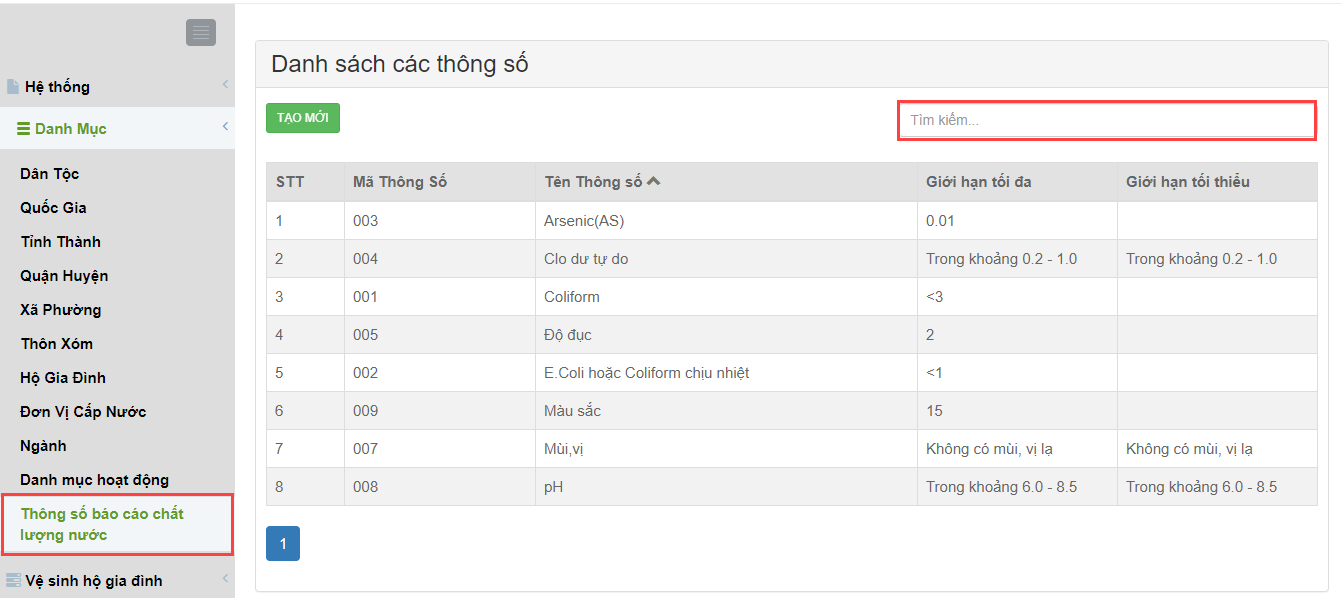 Hệ thống
Danh Mục
Dân Tộc
Quốc Gia
Tỉnh Thành
Quận Huyện
Xã Phường
Thôn Xóm
Hộ Gia Đình
Đơn Vị Cấp Nước
Ngành
Danh mục hoạt động
Thông số báo cáo chất
lượng nước
Vệ sinh hộ gia đình
Danh sách các thông số
TẠO MỚI
Tìm kiếm...
STT Mã Thông Số Tên Thông số Giới hạn tối đa Giới hạn tối thiểu
1 003 Arsenic(AS) 0.01
2 004 Clo dư tự do Trong khoảng 0.2 - 1.0 Trong khoảng 0.2 - 1.0
3 001 Coliform <3
4 005 Độ đục 2
5 002 E.Coli hoặc Coliform chịu nhiệt <1
6 009 Màu sắc 15
7 007 Mùi,vị Không có mùi, vị lạ Không có mùi, vị lạ
8 008 pH Trong khoảng 6.0 - 8.5 Trong khoảng 6.0 - 8.5
1